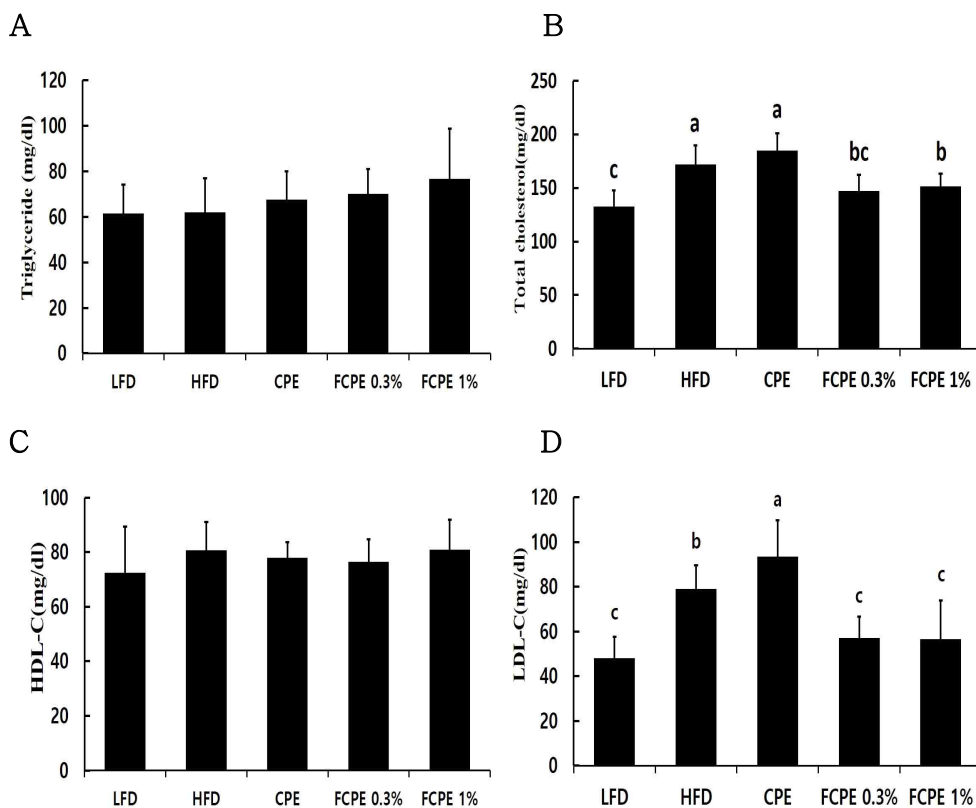 A
Triglyceride (mg/dl)
120
100
80
60
40
20
0
LFD HFD CPE FCPE 0.3% FCPE 1%
B
Total cholesterol(mg/dl)
250
200
150
100
50
0
c a a bc b
LFD HFD CPE FCPE 0.3% FCPE 1%
C
HDL-C(mg/dl)
100
80
60
40
20
0
LFD HFD CPE FCPE 0.3% FCPE 1%
D
LDL-C(mg/dl)
120
100
80
60
40
20
0
c b a c c
LFD HFD CPE FCPE 0.3% FCPE 1%